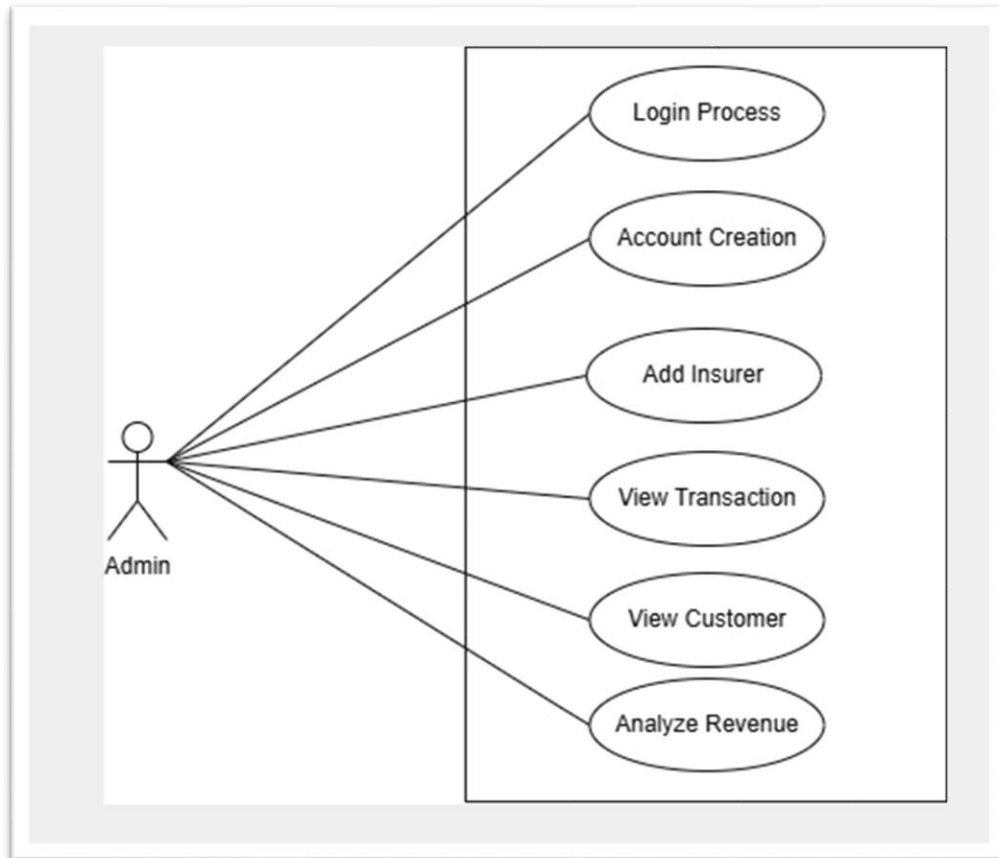 Login Process
Account Creation
Add Insurer
View Transaction
Admin
View Customer
Analyze Revenue